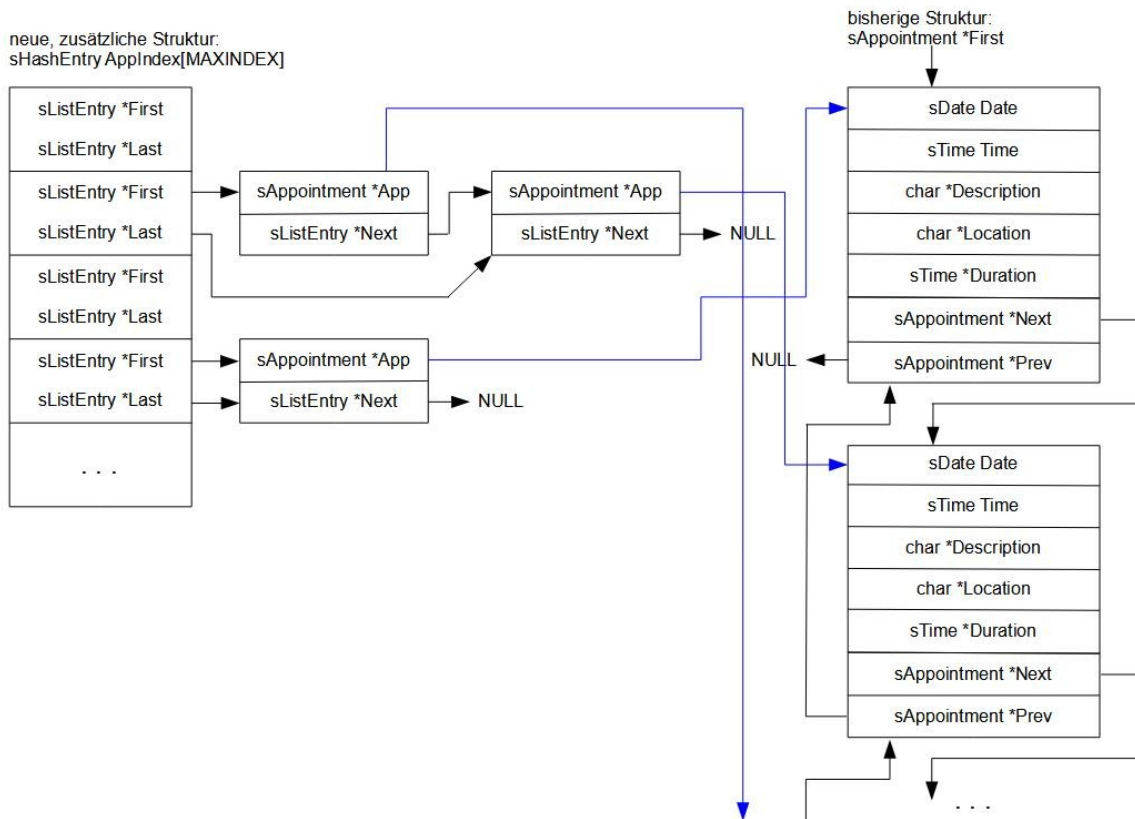 neue, zusätzliche Struktur:
sHashEntry AppIndex[MAXINDEX]
sListEntry *First
sListEntry *Last
sListEntry *First
sListEntry *Last
sListEntry *First
sListEntry *Last
sListEntry *First
sListEntry *Last
. . .
sAppointment *App
sListEntry *Next
sAppointment *App
sListEntry *Next
NULL
sAppointment *App
sListEntry *Next
NULL
bisherige Struktur:
sAppointment *First
sDate Date
sTime Time
char *Description
char *Location
sTime *Duration
sAppointment *Next
NULL
sAppointment *Prev
sDate Date
sTime Time
char *Description
char *Location
sTime *Duration
sAppointment *Next
sAppointment *Prev
. . .